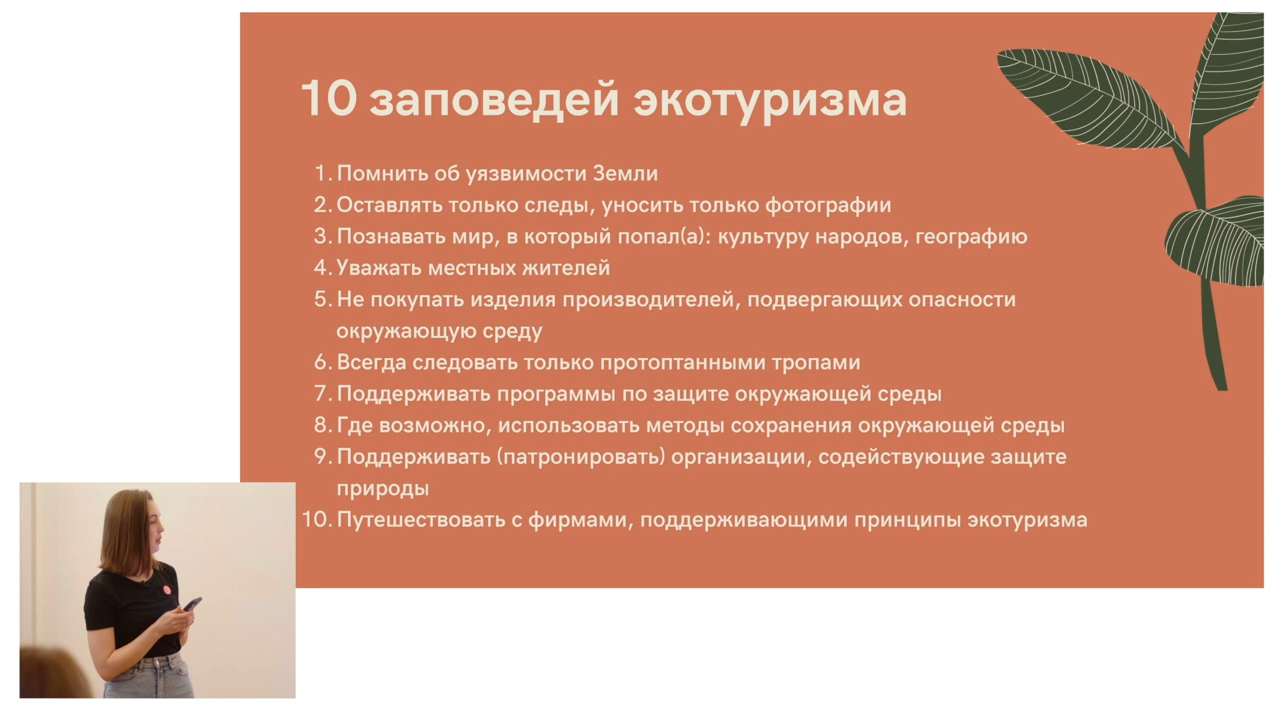 10 заповедей экотуризма
1. Помнить об уязвимости Земли
2. Оставлять только следы, уносить только фотографии
3. Познавать мир, в который попал(а): культуру народов, географию
4. Уважать местных жителей
5. Не покупать изделия производителей, подвергающих опасности
окружающую среду
6. Всегда следовать только протоптанными тропами
7. Поддерживать программы по защите окружающей среды
8. Где возможно, использовать методы сохранения окружающей среды
9. Поддерживать (патронировать) организации, содействующие защите
природы
10. Путешествовать с фирмами, поддерживающими принципы экотуризма